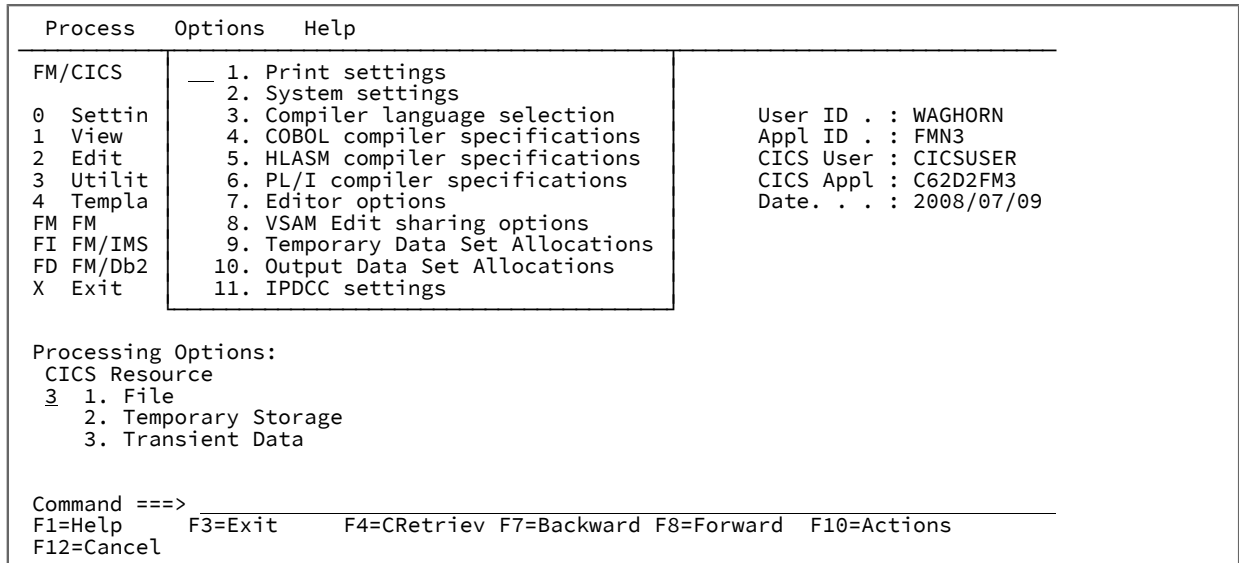 Process   Options   Help
FM/CICS   __ 1. Print settings
2. System settings
0  Settin   3. Compiler language selection   User ID . : WAGHORN
1  View   4. COBOL compiler specifications   Appl ID . : FMN3
2  Edit   5. HLASM compiler specifications   CICS User : CICSUSER
3  Utilit   6. PL/I compiler specifications   CICS Appl : C62D2FM3
4  Templa   7. Editor options   Date. . . : 2008/07/09
FM FM   8. VSAM Edit sharing options
FI FM/IMS   9. Temporary Data Set Allocations
FD FM/Db2   10. Output Data Set Allocations
X  Exit   11. IPDCC settings
Processing Options:
CICS Resource
3  1. File
2. Temporary Storage
3. Transient Data
Command ===>
F1=Help   F3=Exit   F4=CRetriev F7=Backward F8=Forward  F10=Actions
F12=Cancel